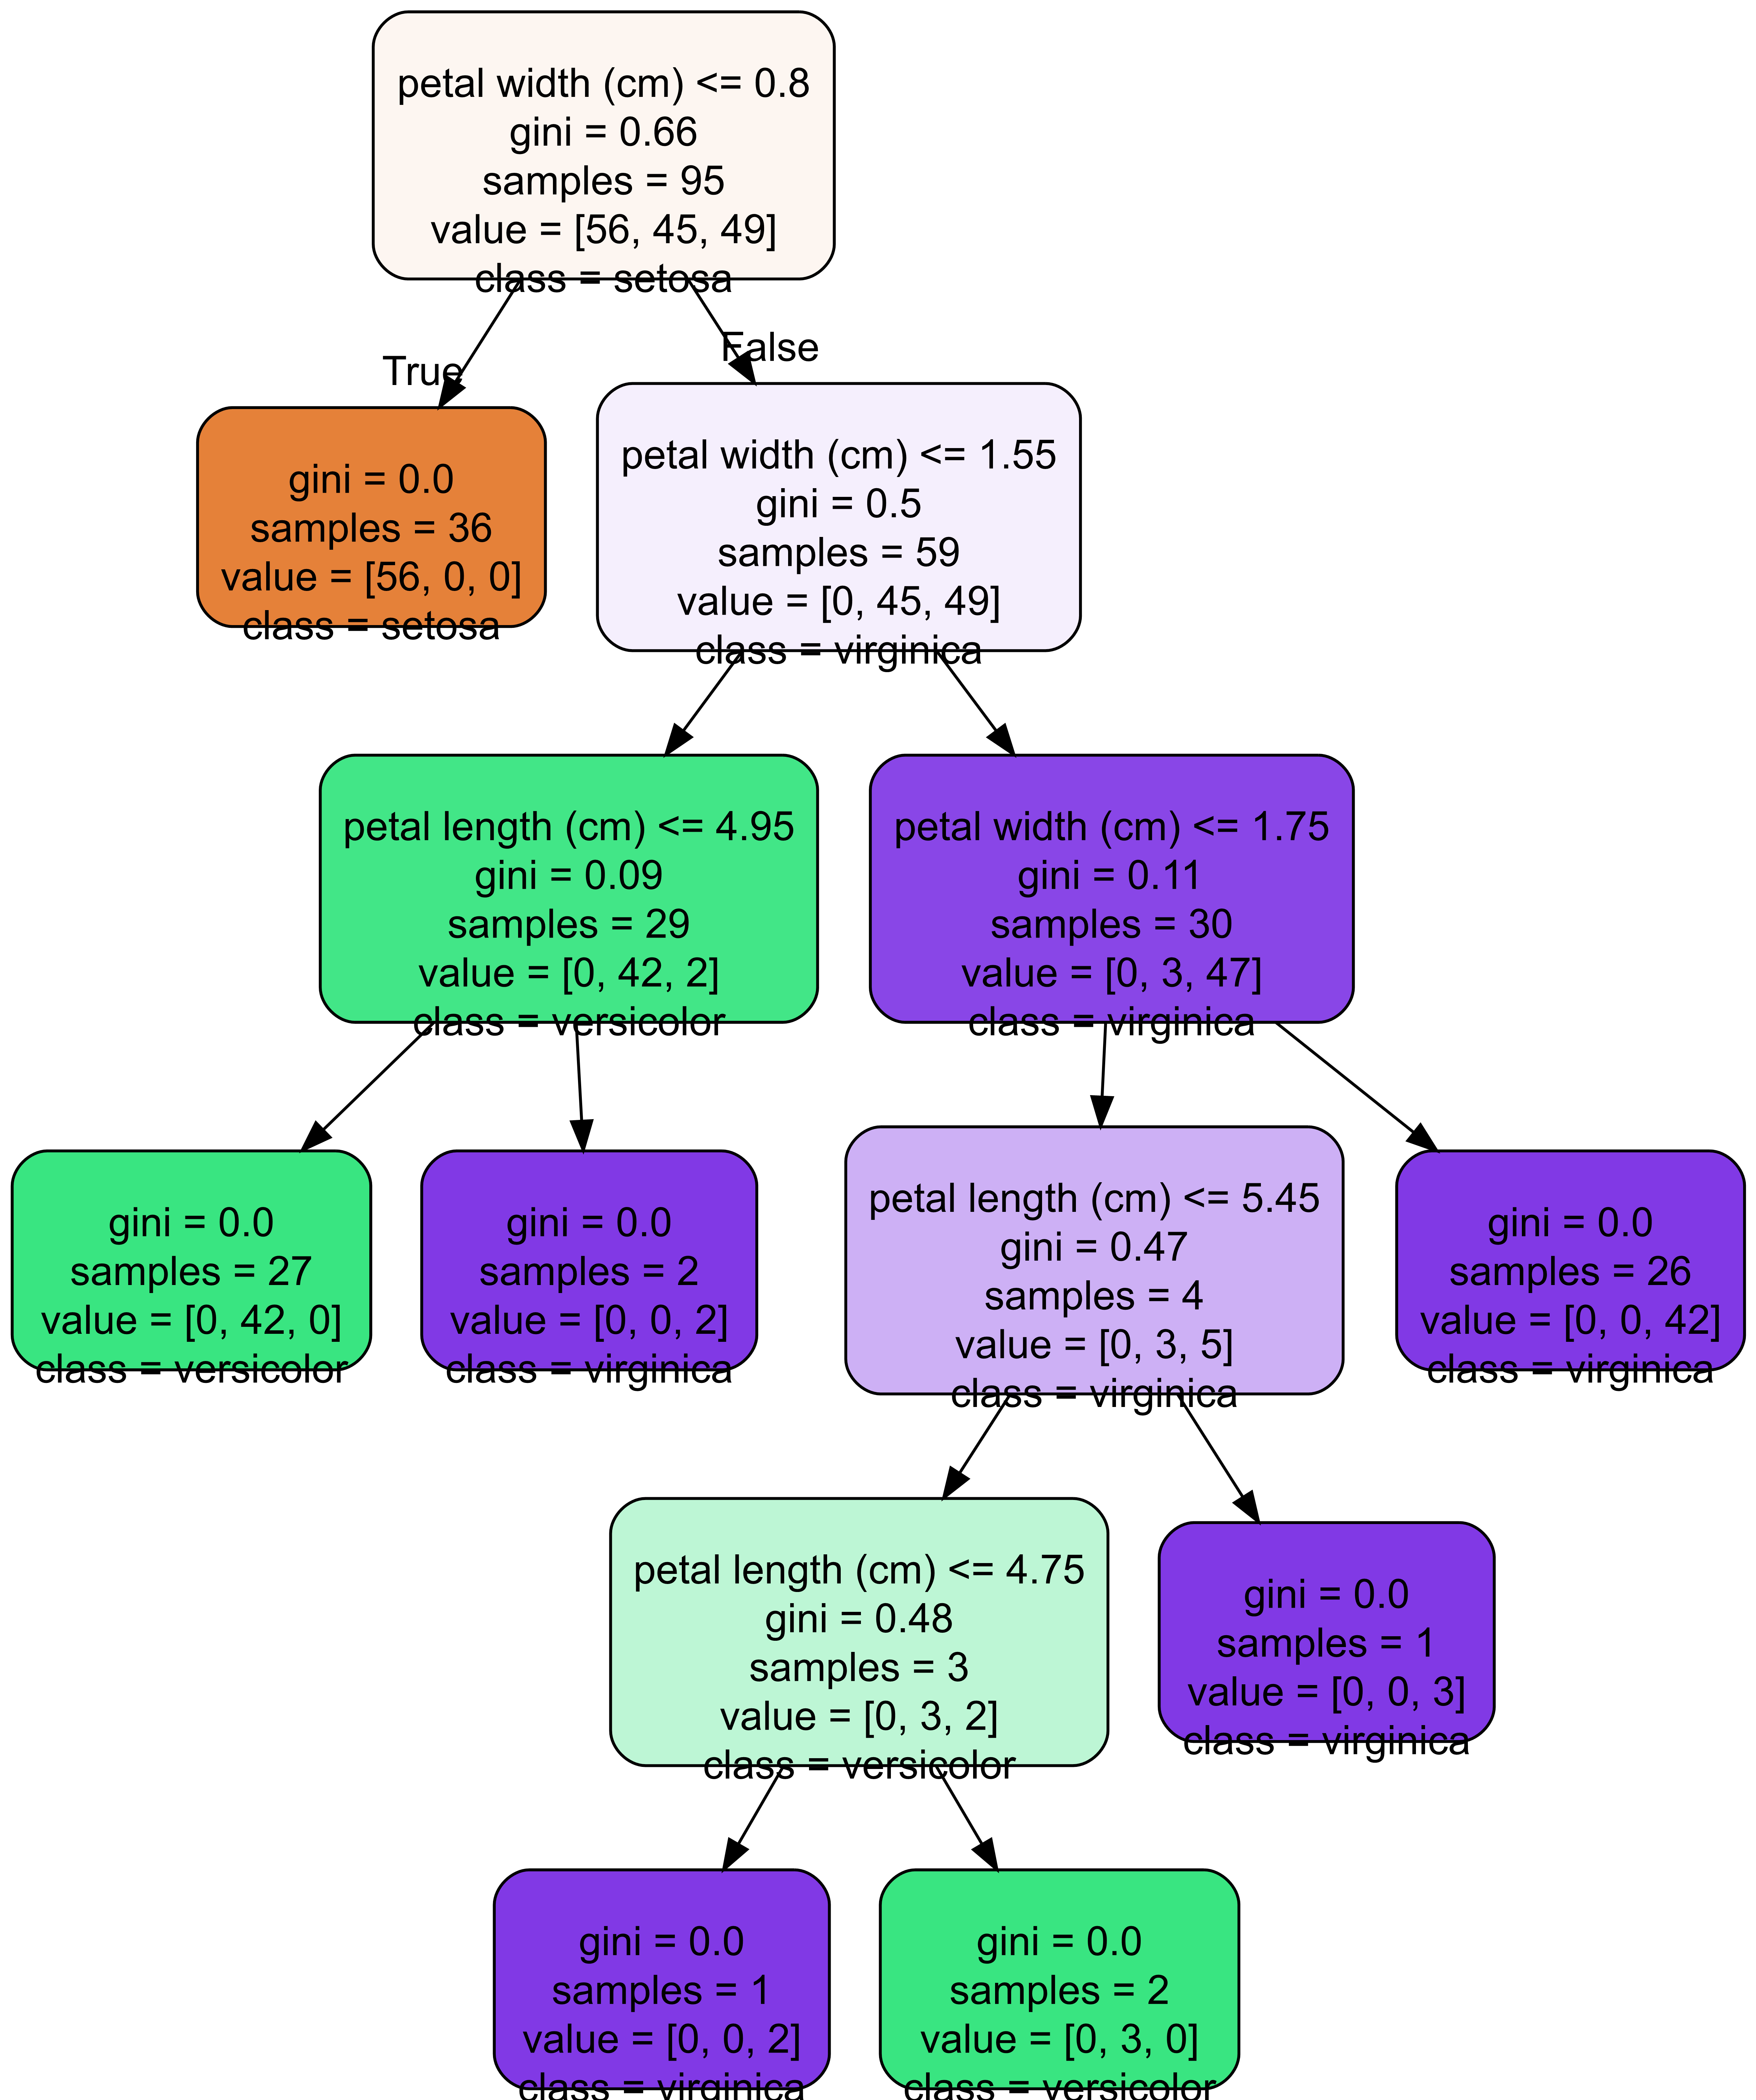 petal width (cm) <= 0.8
gini = 0.66
samples = 95
value = [56, 45, 49]
class = setosa
True
False
gini = 0.0
samples = 36
value = [56, 0, 0]
class = setosa
petal width (cm) <= 1.55
gini = 0.5
samples = 59
value = [0, 45, 49]
class = virginica
petal length (cm) <= 4.95
gini = 0.09
samples = 29
value = [0, 42, 2]
class = versicolor
petal width (cm) <= 1.75
gini = 0.11
samples = 30
value = [0, 3, 47]
class = virginica
gini = 0.0
samples = 27
value = [0, 42, 0]
class = versicolor
gini = 0.0
samples = 2
value = [0, 0, 2]
class = virginica
petal length (cm) <= 5.45
gini = 0.47
samples = 4
value = [0, 3, 5]
class = virginica
gini = 0.0
samples = 26
value = [0, 0, 42]
class = virginica
petal length (cm) <= 4.75
gini = 0.48
samples = 3
value = [0, 3, 2]
class = versicolor
gini = 0.0
samples = 1
value = [0, 0, 3]
class = virginica
gini = 0.0
samples = 1
value = [0, 0, 2]
class = virginica
gini = 0.0
samples = 2
value = [0, 3, 0]
class = versicolor